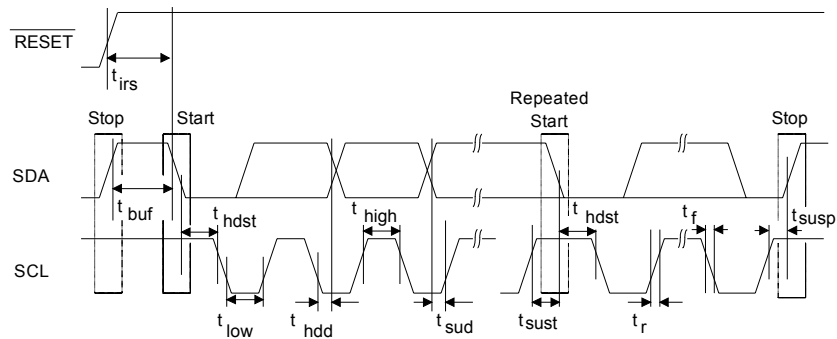 RESET
t irs
Stop
Start
Repeated
Start
Stop
SDA
t buf
t hdst
t high
t hdst
t f
t susp
SCL
t low
t hdd
t sud
t sust
t r